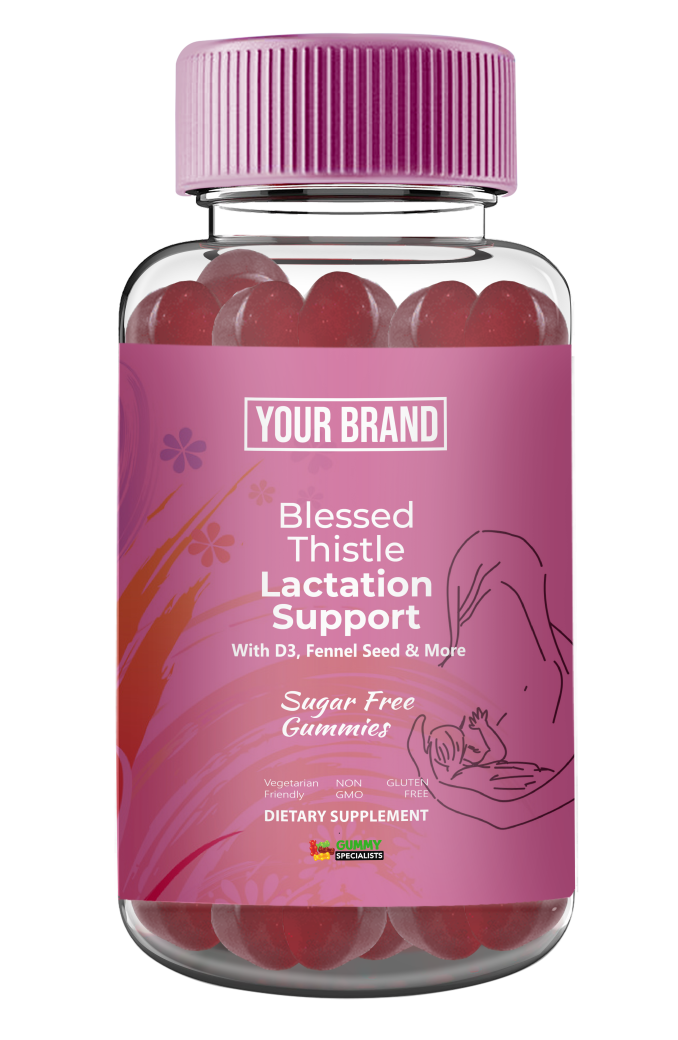 YOUR BRAND
Blessed
Thistle
Lactation
Support
With D3, Fennel Seed & More
Sugar Free
Gummies
Vegetarian NON GLUTEN
Friendly GMO FREE
DIETARY SUPPLEMENT
GUMMY
SPECIALISTS